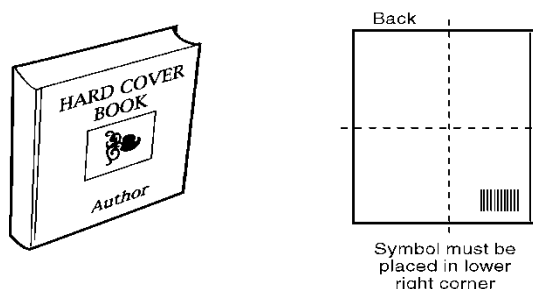 HARD COVER
BOOK
Author
Back
Symbol must be
placed in lower
right corner